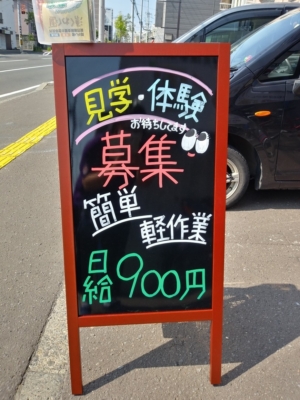 見学・体験
お待ちしてます
募集
簡単
軽作業
日給900円